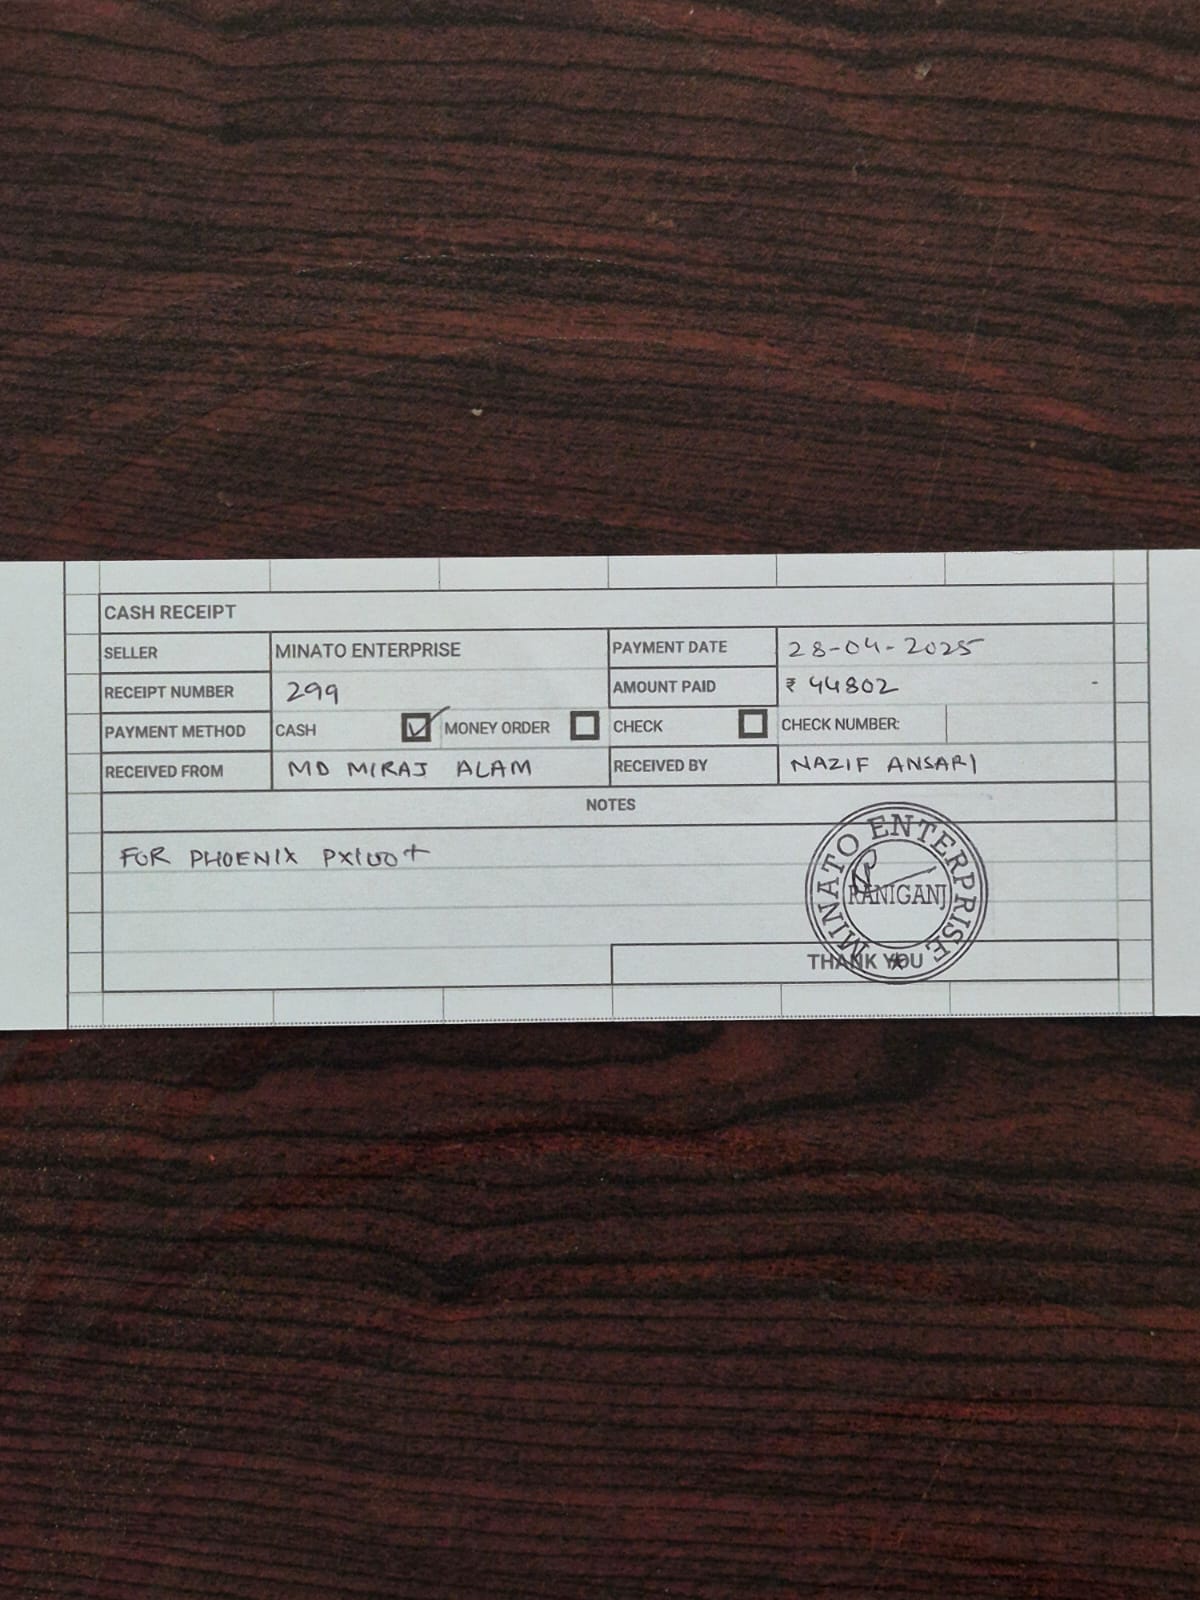 CASH RECEIPT
SELLER MINATO ENTERPRISE PAYMENT DATE 28-04-2025
RECEIPT NUMBER 299 AMOUNT PAID ₹ 44802
PAYMENT METHOD CASH MONEY ORDER CHECK CHECK NUMBER:
RECEIVED FROM MD MIRAJ ALAM RECEIVED BY NAZIF ANSARI
NOTES
FOR PHOENIX PX100+
MINATO ENTERPRISE
RANIGANJ
THANK YOU